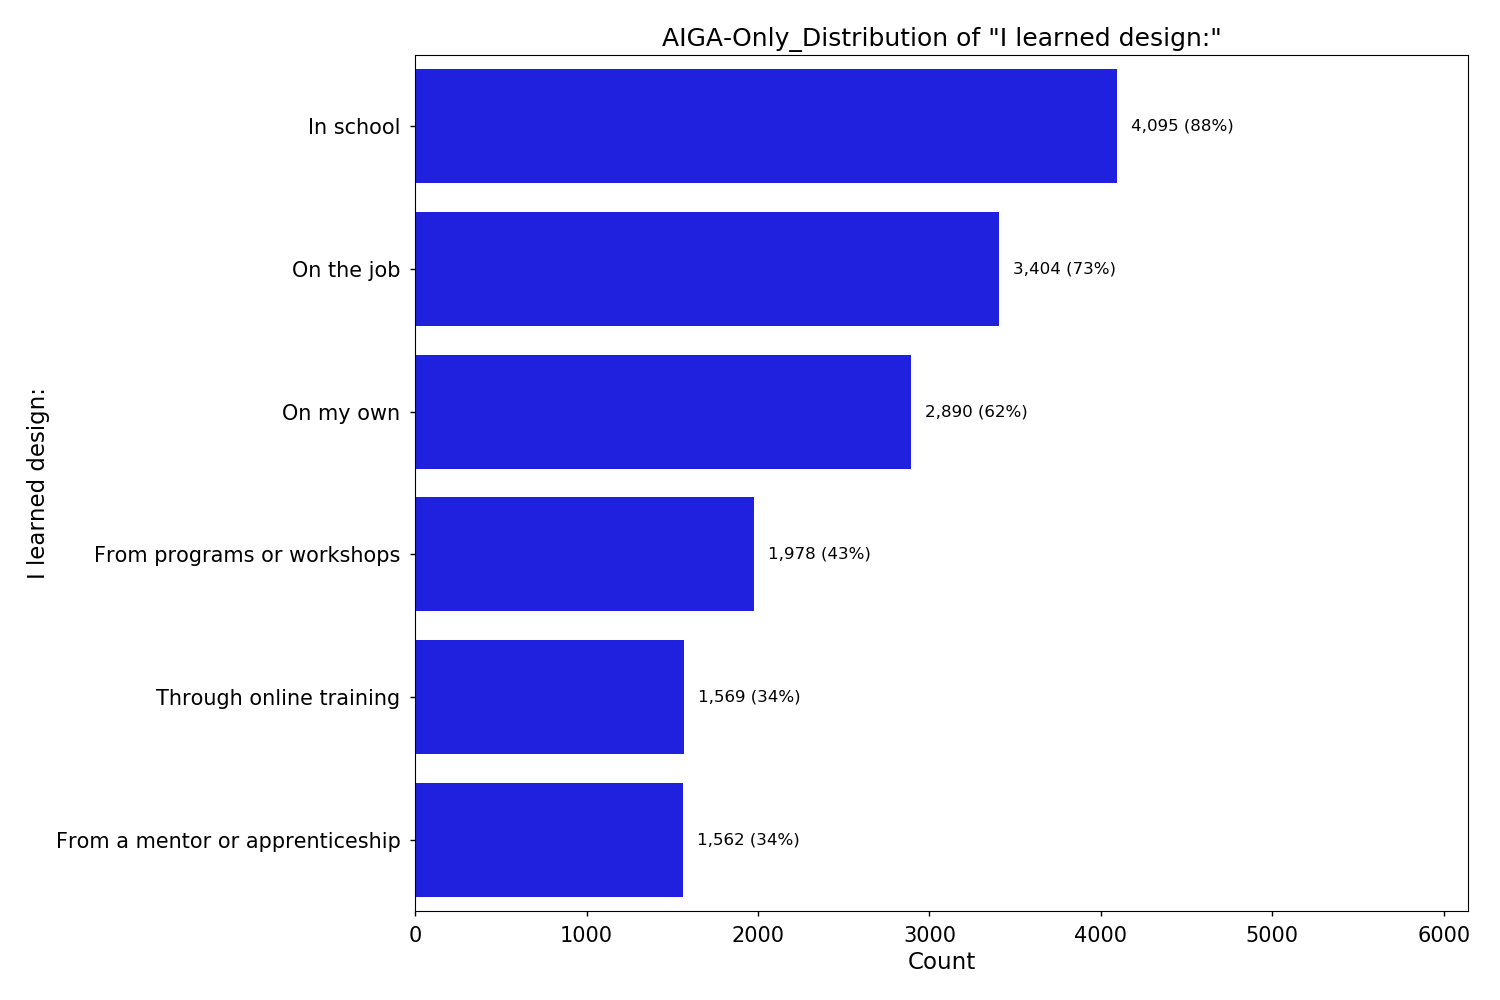 AIGA-Only_Distribution of "I learned design:"
I learned design:
In school
4,095 (88%)
On the job
3,404 (73%)
On my own
2,890 (62%)
From programs or workshops
1,978 (43%)
Through online training
1,569 (34%)
From a mentor or apprenticeship
1,562 (34%)
0 1000 2000 3000 4000 5000 6000
Count